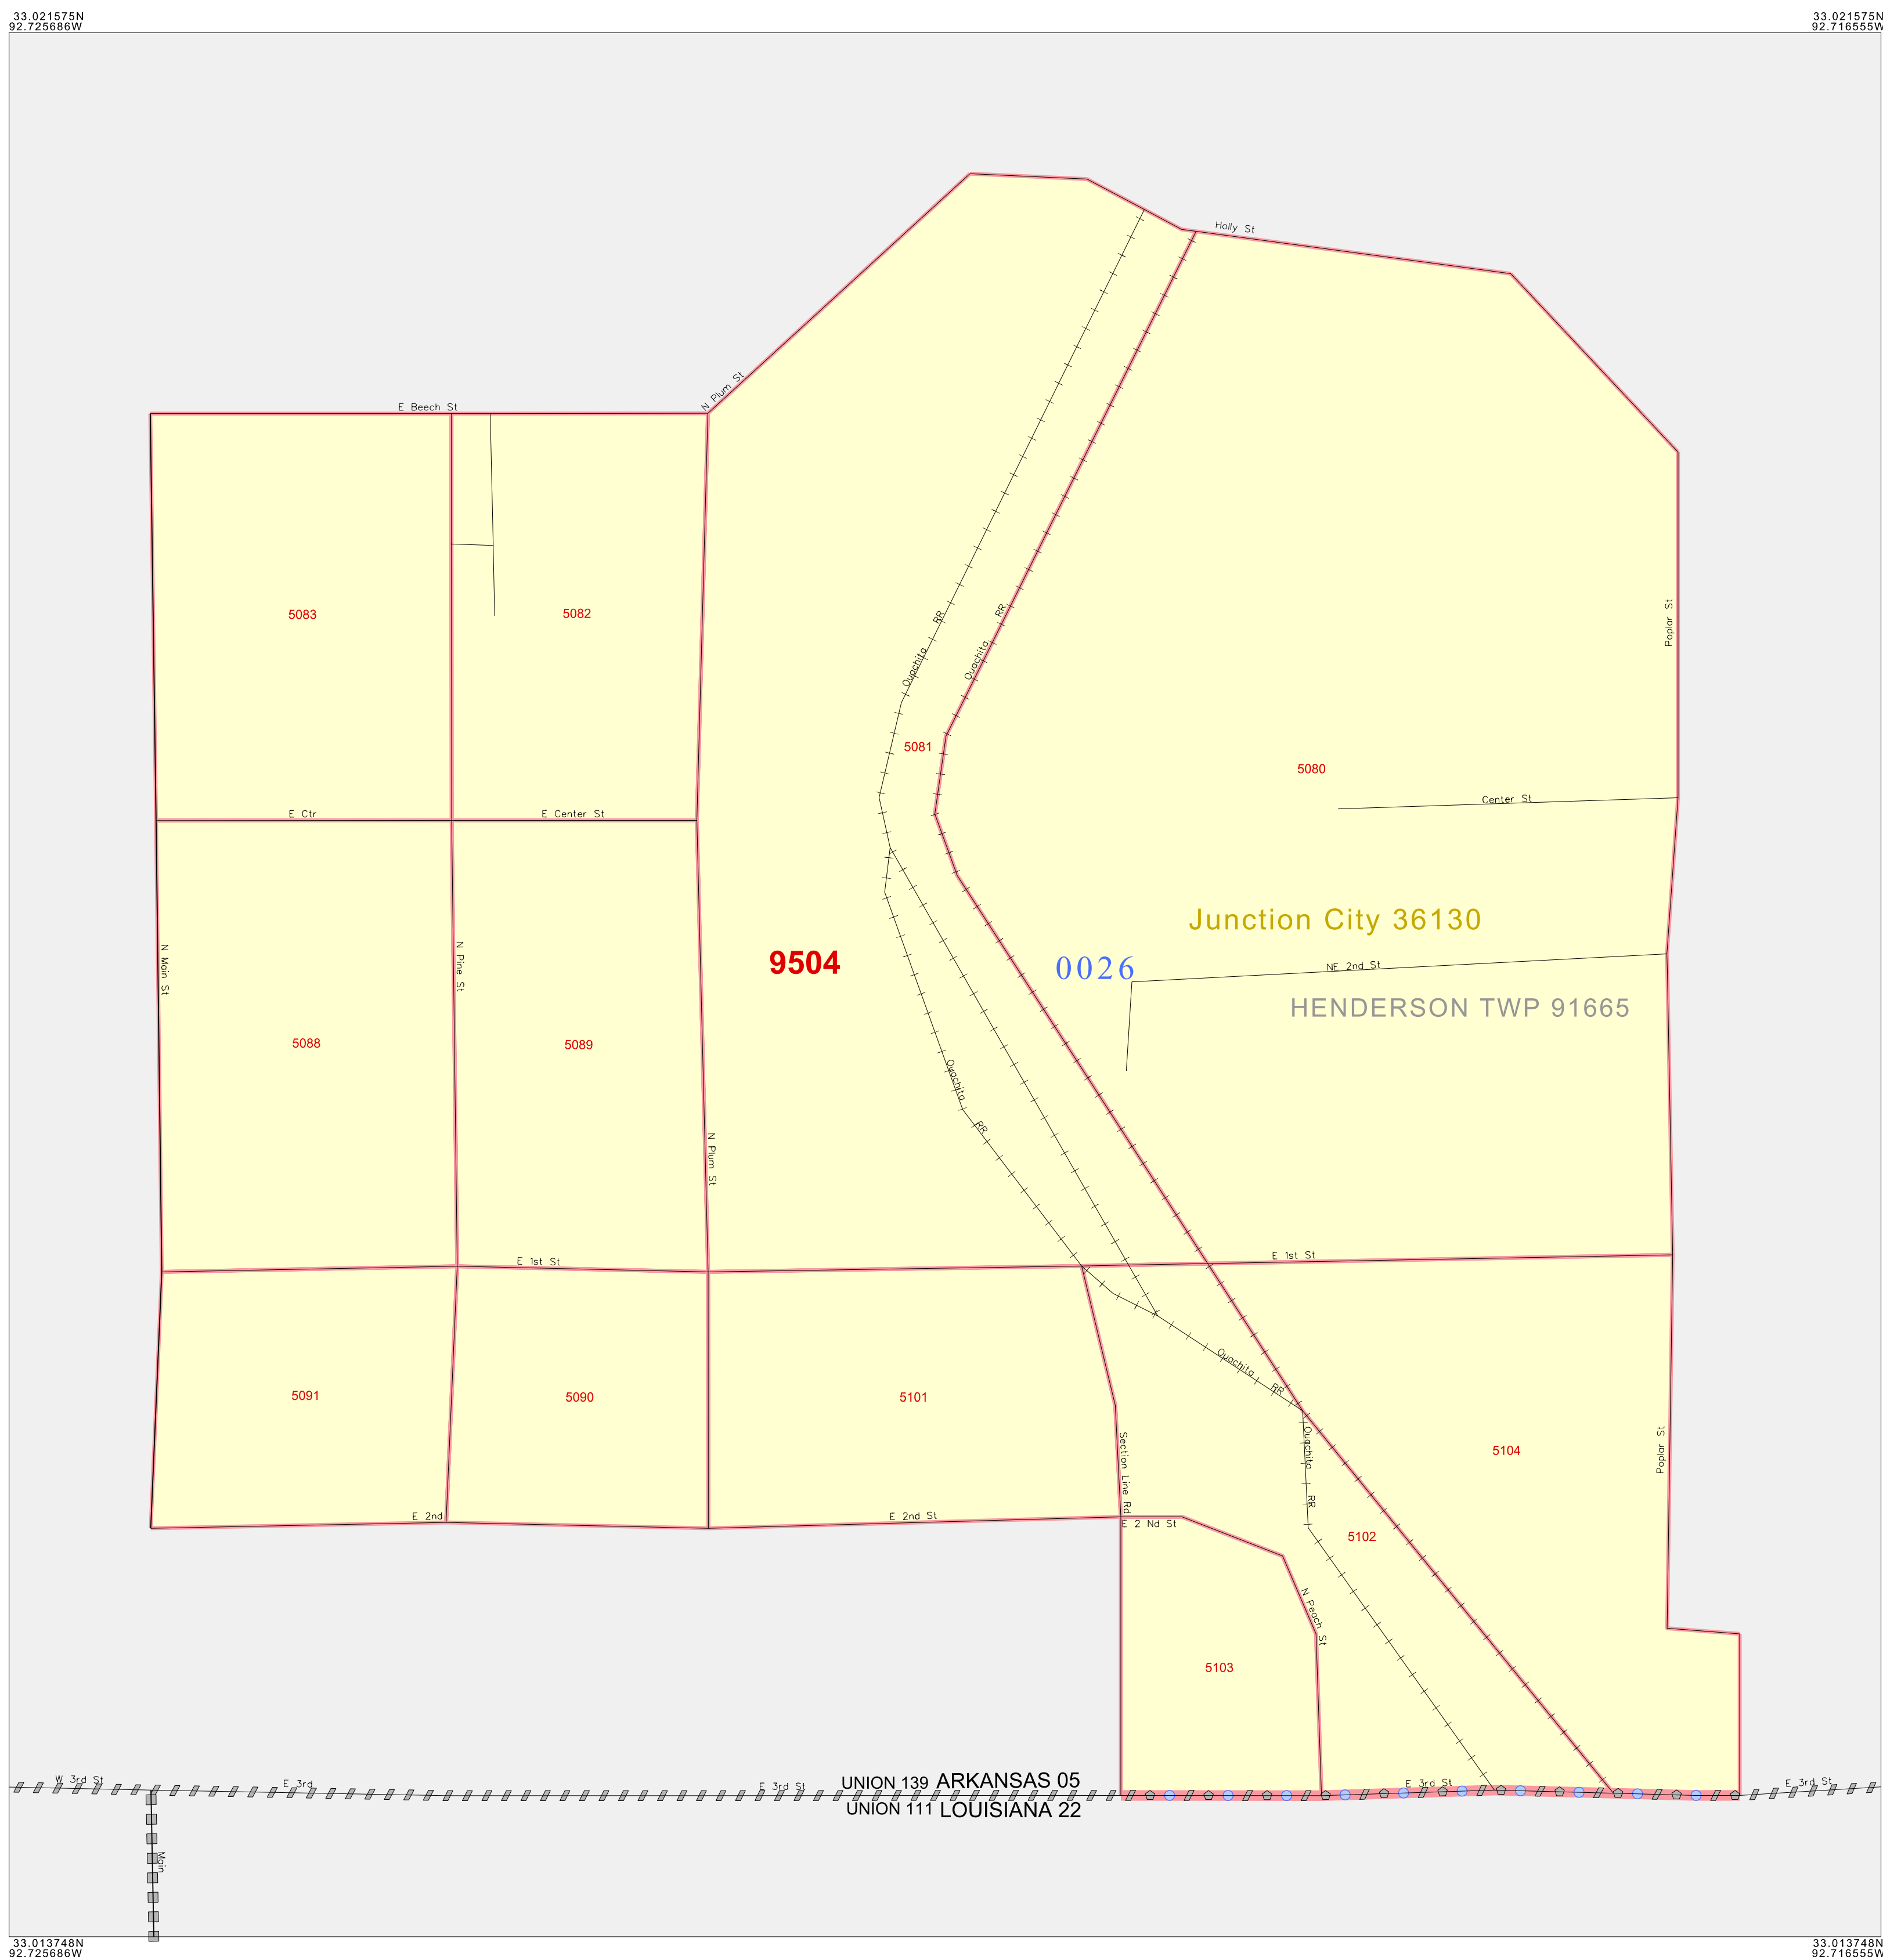 33.021575N
92.725686W
33.021575N
92.716555W
Holly St
N Plum St
E Beech St
Poplar St
5083
5082
Ouachita RR
Ouachita RR
5081
5080
Center St
E Ctr
E Center St
Junction City 36130
9504
0026
NE 2nd St
HENDERSON TWP 91665
N Main St
N Pine St
5088
5089
Ouachita RR
N Plum St
E 1st St
E 1st St
Ouachita RR
5091
5090
5101
Section Line Rd
Ouachita RR
5104
Poplar St
E 2nd
E 2nd St
E 2 Nd St
5102
N Peach St
5103
W 3rd St
E 3rd
E 3rd St
UNION 139 ARKANSAS 05
E 3rd St
E 3rd St
UNION 111 LOUISIANA 22
Main
33.013748N
92.725686W
33.013748N
92.716555W